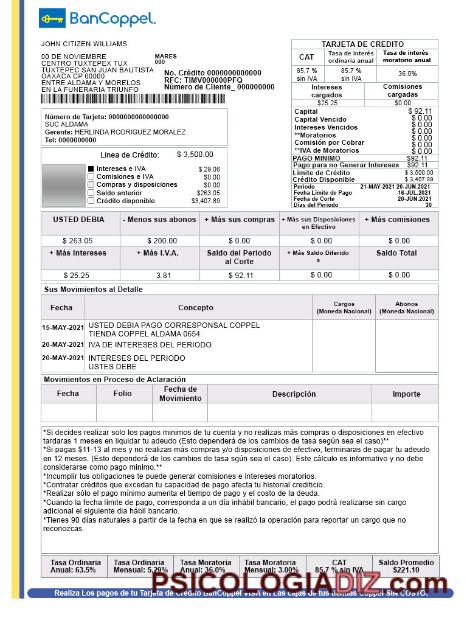 BanCoppel.
JOHN CITIZEN WILLIAMS
00 DE NOVIEMBRE
CENTRO TUXTEPEX TUX
TUXTEPEC SAN JUAN BAUTISTA
OAXACA CP 00000
ENTRE ALDAMA Y MORELOS
EN LA FUNERARIA TRIUNFO
MARES
000
No. Crédito 0000000000000
RFC: TIMV000000PFQ
Número de Cliente_ 000000000
Número de Tarjeta: 0000000000000000
SUC ALDAMA
Gerente: HERLINDA RODRIGUEZ MORALEZ
Tel: 0000000000
Línea de Crédito: $ 3,500.00
Intereses e IVA $29.06
Comisiones e IVA $0.00
Compras y disposiciones $0.00
Saldo anterior $263.05
Crédito disponible $3,407.89
TARJETA DE CREDITO
CAT Tasa de interés ordinaria anual Tasa de interés moratorio anual
85.7 % sin IVA 85.7 % sin IVA 36.0%
Intereses cargados Comisiones cargadas
$25.25 $0.00
Capital $ 92.11
Capital Vencido $ 0.00
Intereses Vencidos $ 0.00
**Moratorios $ 0.00
Comisión por Cobrar $ 0.00
**IVA de Moratorios $ 0.00
PAGO MINIMO $92.11
Pago para no Generar Intereses $92.11
Límite de Crédito $ 3,500.00
Crédito Disponible $ 3,407.89
Periodo 21-MAY-2021 20-JUN.2021
Fecha Límite de Pago 16-JUL.2021
Fecha de Corte 20-JUN.2021
Días del Periodo 30
USTED DEBIA - Menos sus abonos + Más sus compras + Más sus Disposiciones en Efectivo + Más comisiones
$ 263.05 $ 200.00 $ 0.00 $ 0.00 $ 0.00
+ Más Intereses + Más I.V.A. Saldo del Periodo al Corte + Más Saldo Diferido a Saldo Total
$ 25.25 3.81 $ 92.11 $ 0.00 $ 0.00
Sus Movimientos al Detalle
Fecha Concepto Cargos (Moneda Nacional) Abonos (Moneda Nacional)
15-MAY-2021 USTED DEBIA PAGO CORRESPONSAL COPPEL
TIENDA COPPEL ALDAMA 0654
20-MAY-2021 IVA DE INTERESES DEL PERIODO
20-MAY-2021 INTERESES DEL PERIODO
USTES DEBE
Movimientos en Proceso de Aclaración
Fecha Folio Fecha de Movimiento Descripción Importe
*Si decides realizar solo los pagos minimos de tu cuenta y no realizas más compras o disposiciones en efectivo
tardaras 1 meses en liquidar tu adeudo (Esto dependerá de los cambios de tasa según sea el caso)**
*Si pagas $11-13 al mes y no realizas más compras y/o disposiciones en efectivo, terminaras de pagar tu adeudo
en 12 meses. (Esto dependerá de los cambios de tasa según sea el caso). Este cálculo es informativo y no debe
considerarse como pago mínimo.**
*Incumplir tus obligaciones te puede generar comisiones e intereses moratorios.
*Contratar créditos que excedan tu capacidad de pago afecta tu historial crediticio.
*Realizar sólo el pago mínimo aumenta el tiempo de pago y el costo de la deuda.
*Cuando la fecha límite de pago, corresponda a un día inhábil bancario, el pago podrá realizarse sin cargo
adicional el siguiente día hábil bancario.
*Tienes 90 días naturales a partir de la fecha en que se realizó la operación para reportar un cargo que no
reconozcas.
Tasa Ordinaria Anual: 63.5% Tasa Ordinaria Mensual: 5.29% Tasa Moratoria Anual: 36.0% Tasa Moratoria Mensual: 3.00% CAT 85.7 % sin IVA Saldo Promedio $221.10
PSICOLOGIADIZ.com
Realiza Los pagos de tu Tarjeta de Crédito BanCoppel VISA en Las cajas de tus tiendas Coppel SIN COSTO.